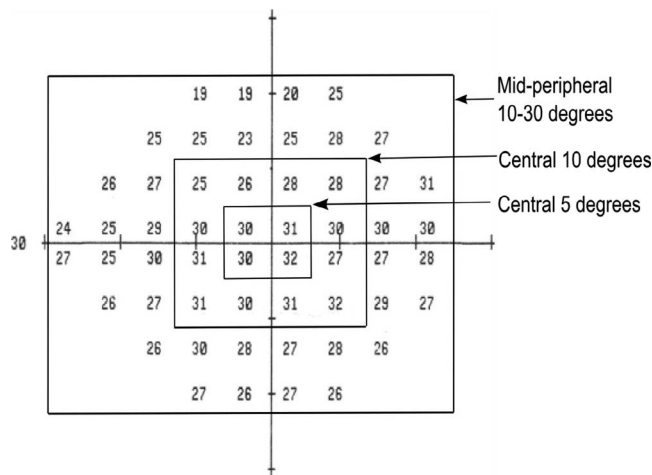 19 19 20 25
Mid-peripheral
10-30 degrees
25 25 23 25 28 27
Central 10 degrees
26 27 25 26 28 28 27 31
Central 5 degrees
24 25 29 30 30 31 30 30 30
30
27 25 30 31 30 32 27 27 28
26 27 31 30 31 32 29 27
26 30 28 27 28 26
27 26 27 26